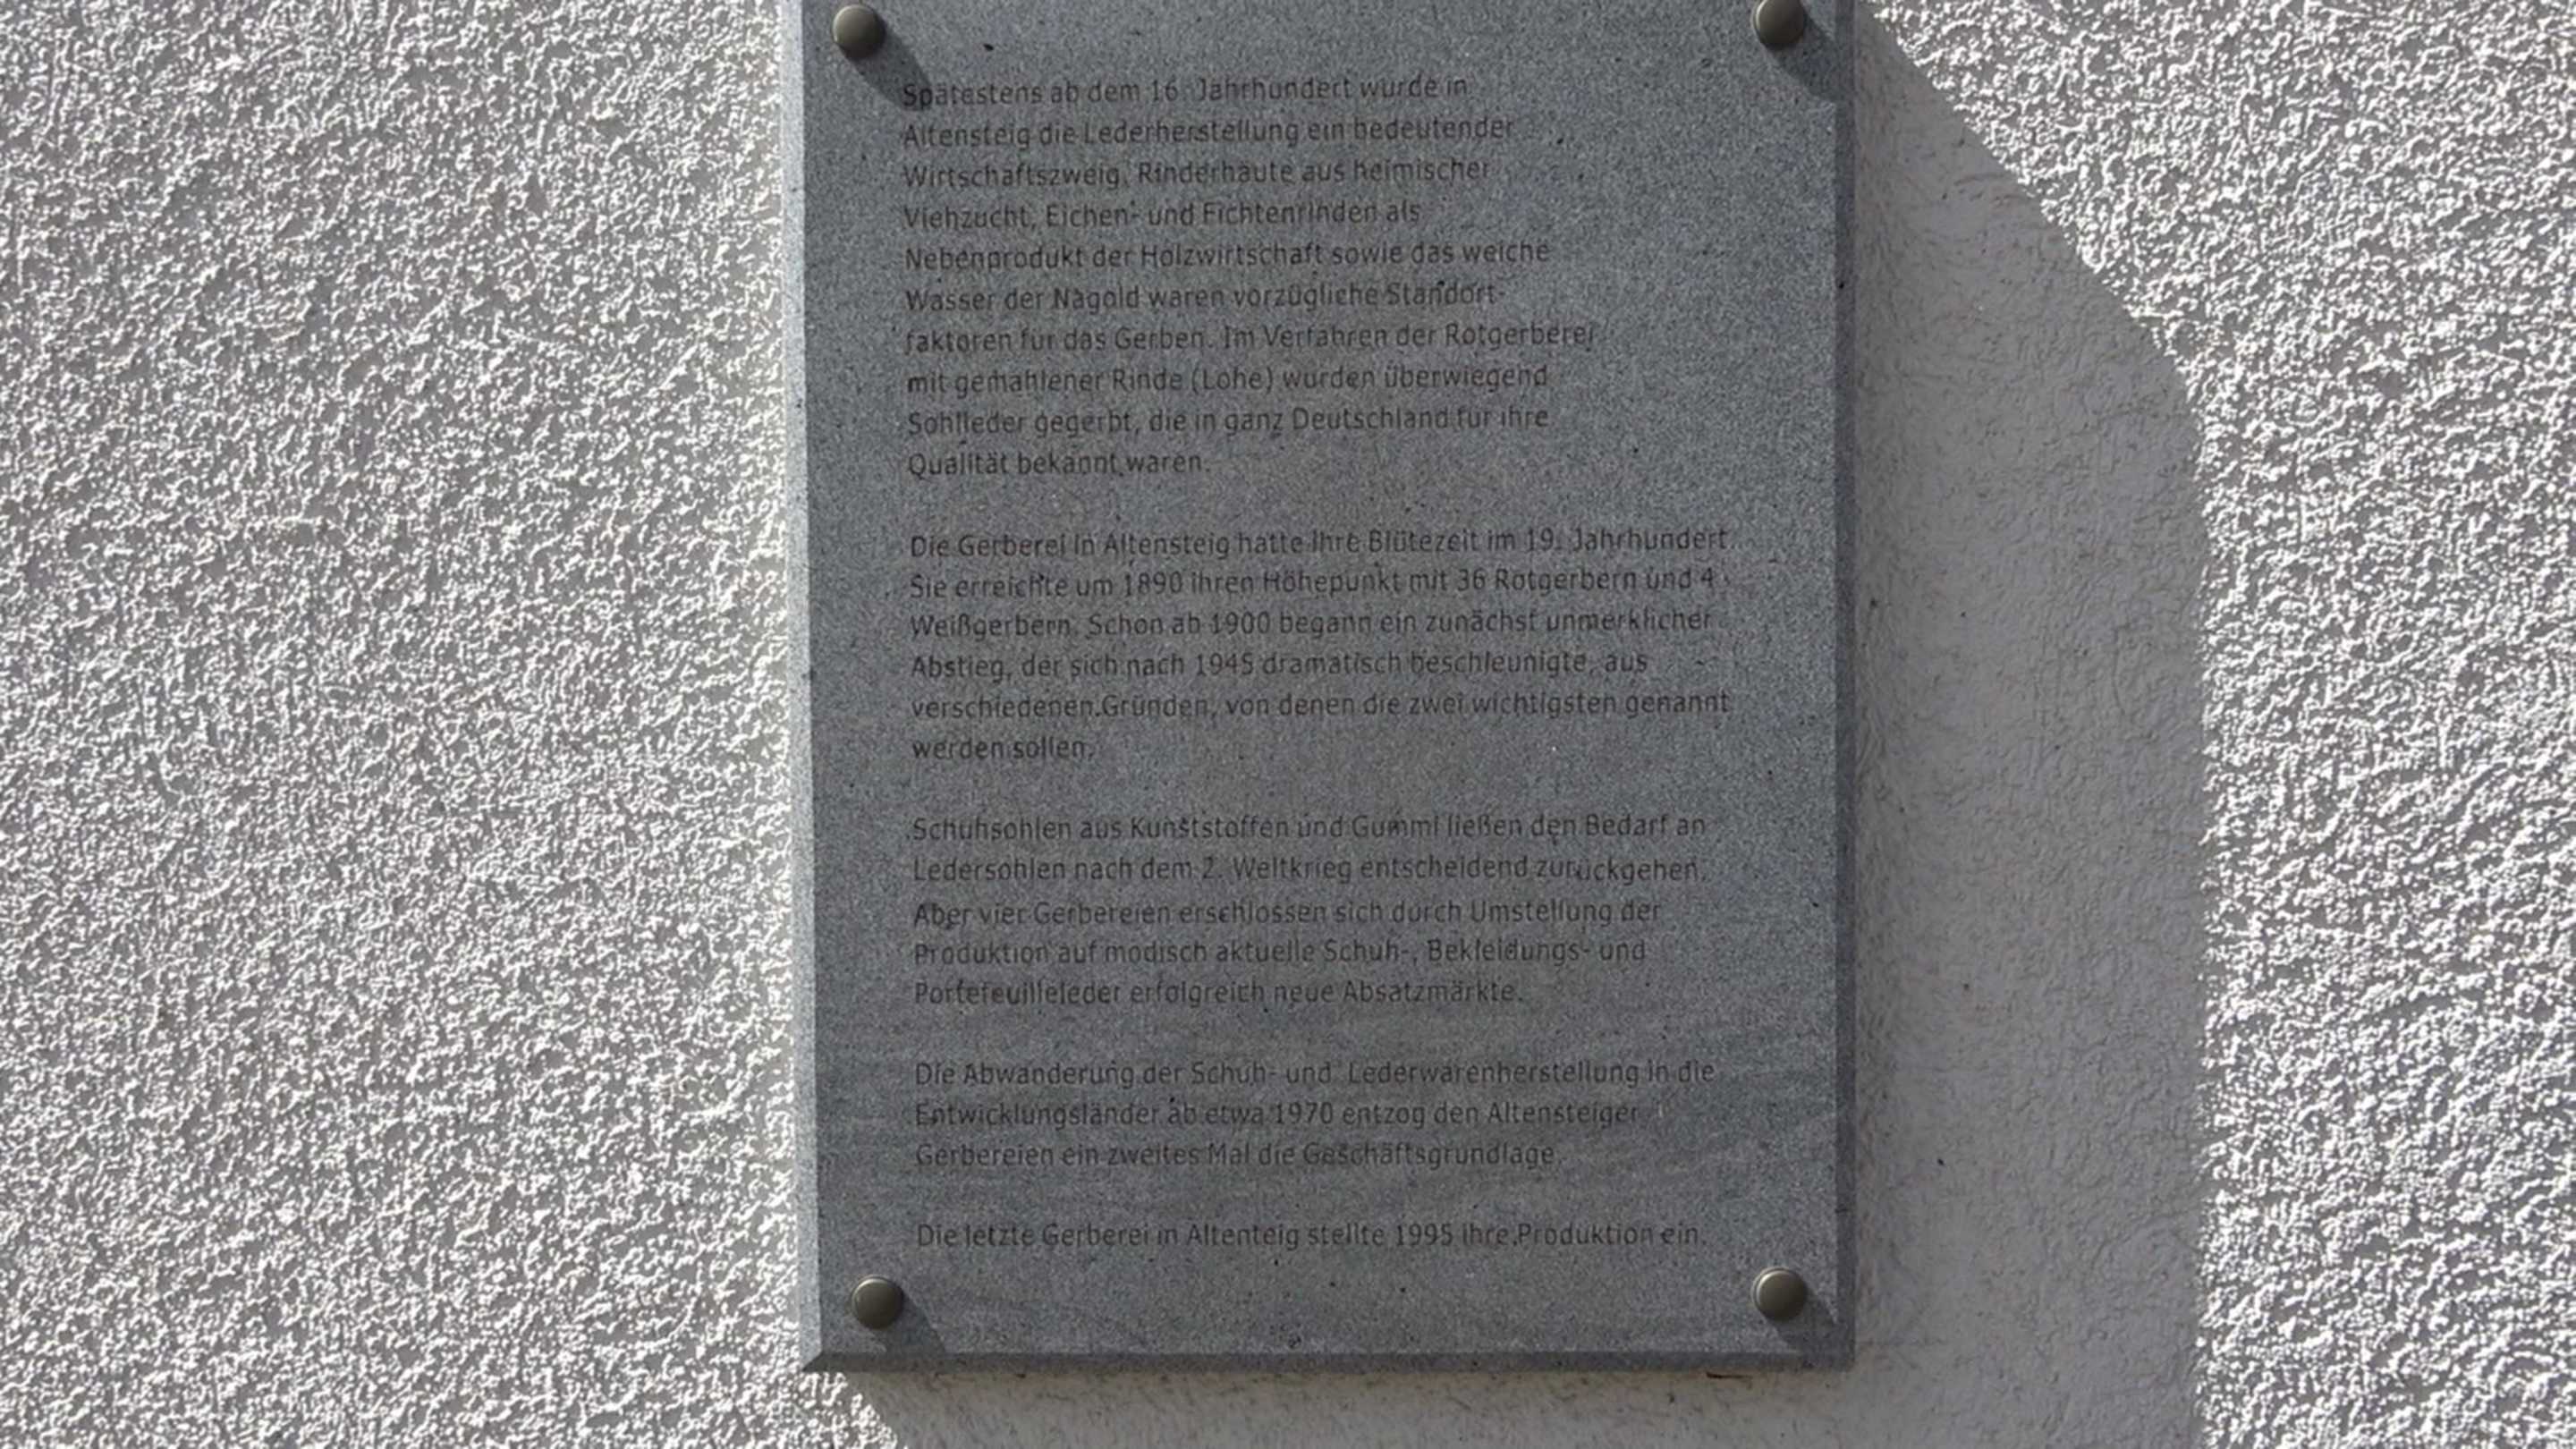 Spätestens ab dem 16. Jahrhundert wurde in
Altensteig die Lederherstellung ein bedeutender
Wirtschaftszweig. Rinderhäute aus heimischer
Viehzucht, Eichen- und Fichtenrinden als
Nebenprodukt der Holzwirtschaft sowie das weiche
Wasser der Nagold waren vorzügliche Standort-
faktoren für das Gerben. Im Verfahren der Rotgerberei
mit gemahlener Rinde (Lohe) wurden überwiegend
Sohlleder gegerbt, die in ganz Deutschland für ihre
Qualität bekannt waren.
Die Gerberei in Altensteig hatte ihre Blütezeit im 19. Jahrhundert.
Sie erreichte um 1890 ihren Höhepunkt mit 36 Rotgerbern und 4
Weißgerbern. Schon ab 1900 begann ein zunächst unmerklicher
Abstieg, der sich nach 1945 dramatisch beschleunigte, aus
verschiedenen Gründen, von denen die zwei wichtigsten genannt
werden sollen.
Schuhsohlen aus Kunststoffen und Gummi ließen den Bedarf an
Ledersohlen nach dem 2. Weltkrieg entscheidend zurückgehen.
Aber vier Gerbereien erschlossen sich durch Umstellung der
Produktion auf modisch aktuelle Schuh-, Bekleidungs- und
Portefeuilleleder erfolgreich neue Absatzmärkte.
Die Abwanderung der Schuh- und Lederwarenherstellung in die
Entwicklungsländer ab etwa 1970 entzog den Altensteiger
Gerbereien ein zweites Mal die Geschäftsgrundlage.
Die letzte Gerberei in Altenteig stellte 1995 ihre Produktion ein.